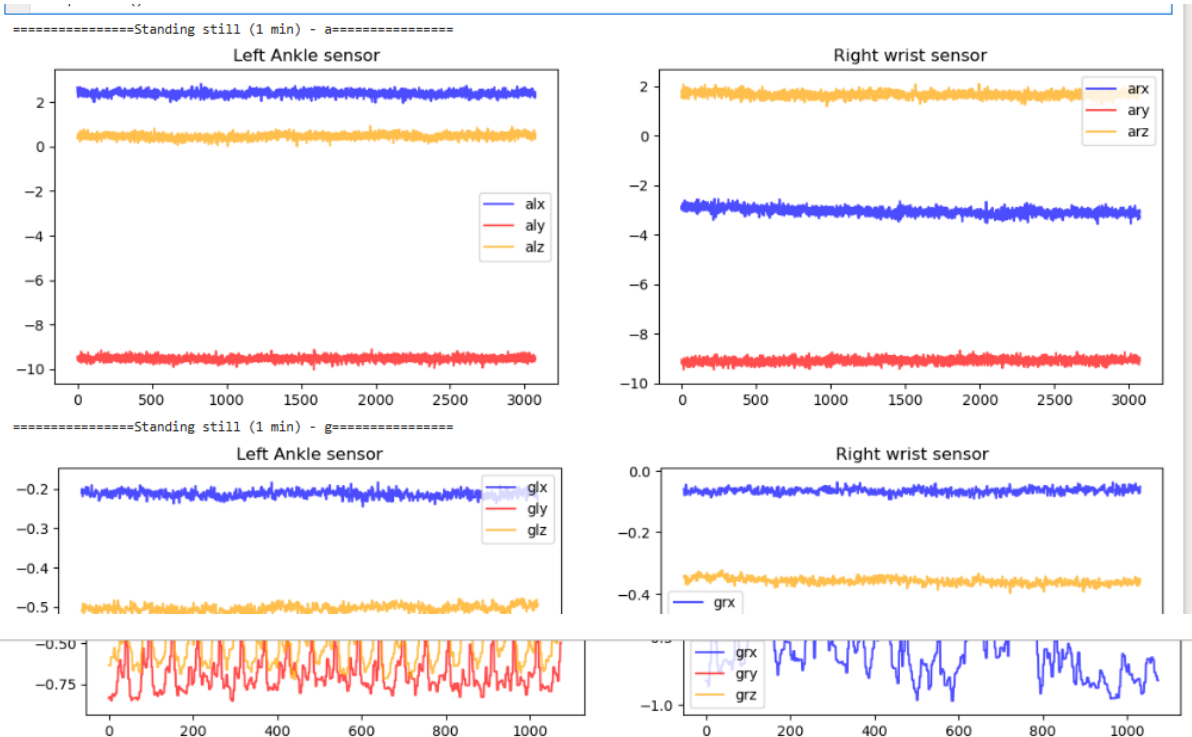 ================Standing still (1 min) - a================
Left Ankle sensor
2
0
−2
−4
−6
−8
−10
alx
aly
alz
0 500 1000 1500 2000 2500 3000
Right wrist sensor
2
0
−2
−4
−6
−8
−10
arx
ary
arz
0 500 1000 1500 2000 2500 3000
================Standing still (1 min) - g================
Left Ankle sensor
−0.2
−0.3
−0.4
−0.5
glx
gly
glz
Right wrist sensor
0.0
−0.2
−0.4
grx
−0.50
−0.75
0 200 400 600 800 1000
−1.0
grx
gry
grz
0 200 400 600 800 1000